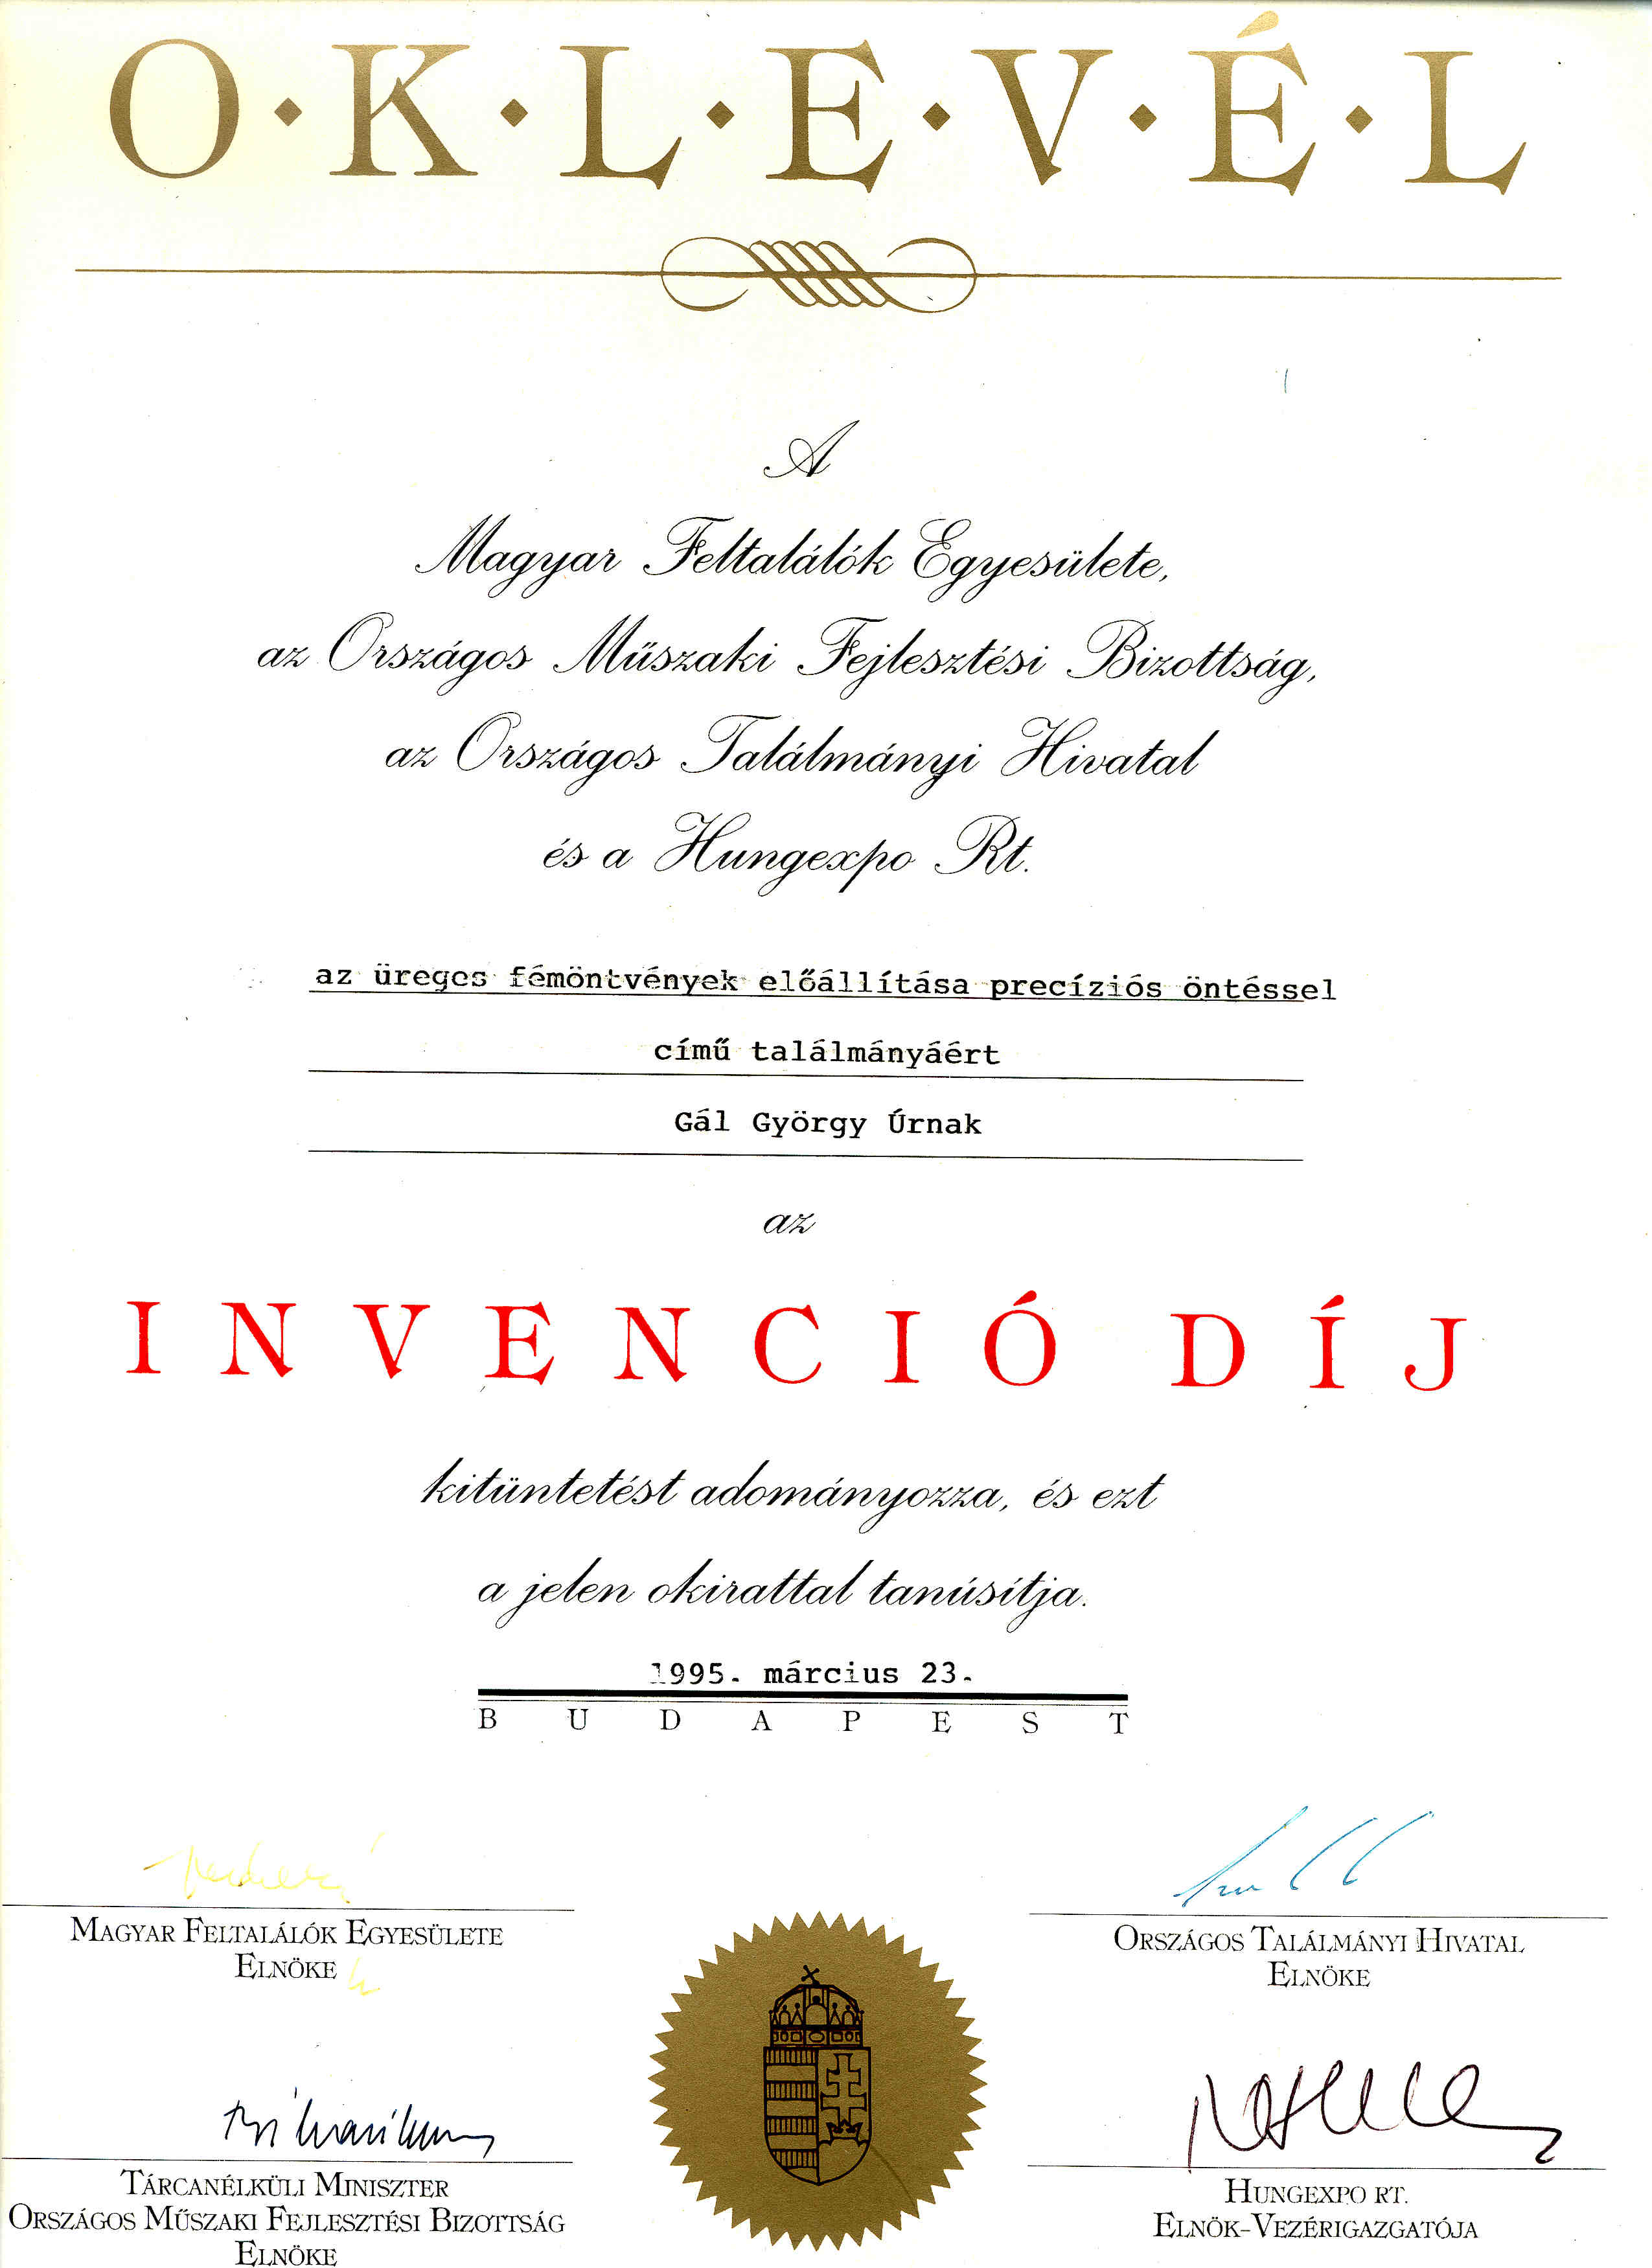 O·K·L·E·V·É·L
A
Magyar Feltalálók Egyesülete,
az Országos Műszaki Fejlesztési Bizottság,
az Országos Találmányi Hivatal
és a Hungexpo Rt.
az üreges fémöntvények előállítása precíziós öntéssel
című találmányáért
Gál György Úrnak
az
INVENCIÓ DÍJ
kitüntetést adományozza, és ezt
a jelen okirattal tanúsítja.
1995. március 23.
BUDAPEST
MAGYAR FELTALÁLÓK EGYESÜLETE
ELNÖKE
ORSZÁGOS TALÁLMÁNYI HIVATAL
ELNÖKE
TÁRCANÉLKÜLI MINISZTER
ORSZÁGOS MŰSZAKI FEJLESZTÉSI BIZOTTSÁG
ELNÖKE
HUNGEXPO RT.
ELNÖK-VEZÉRIGAZGATÓJA